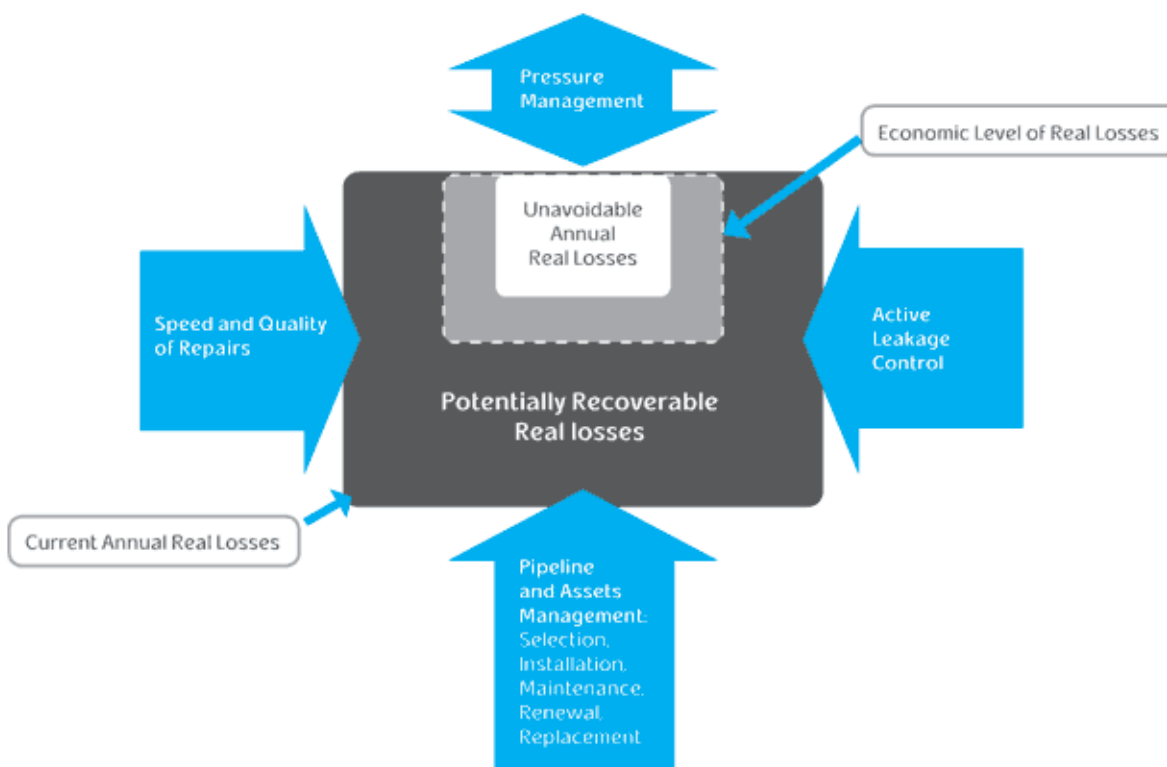 Pressure
Management
Economic Level of Real Losses
Unavoidable
Annual
Real Losses
Speed and Quality
of Repairs
Active
Leakage
Control
Potentially Recoverable
Real losses
Current Annual Real Losses
Pipeline
and Assets
Management:
Selection,
Installation,
Maintenance,
Renewal,
Replacement